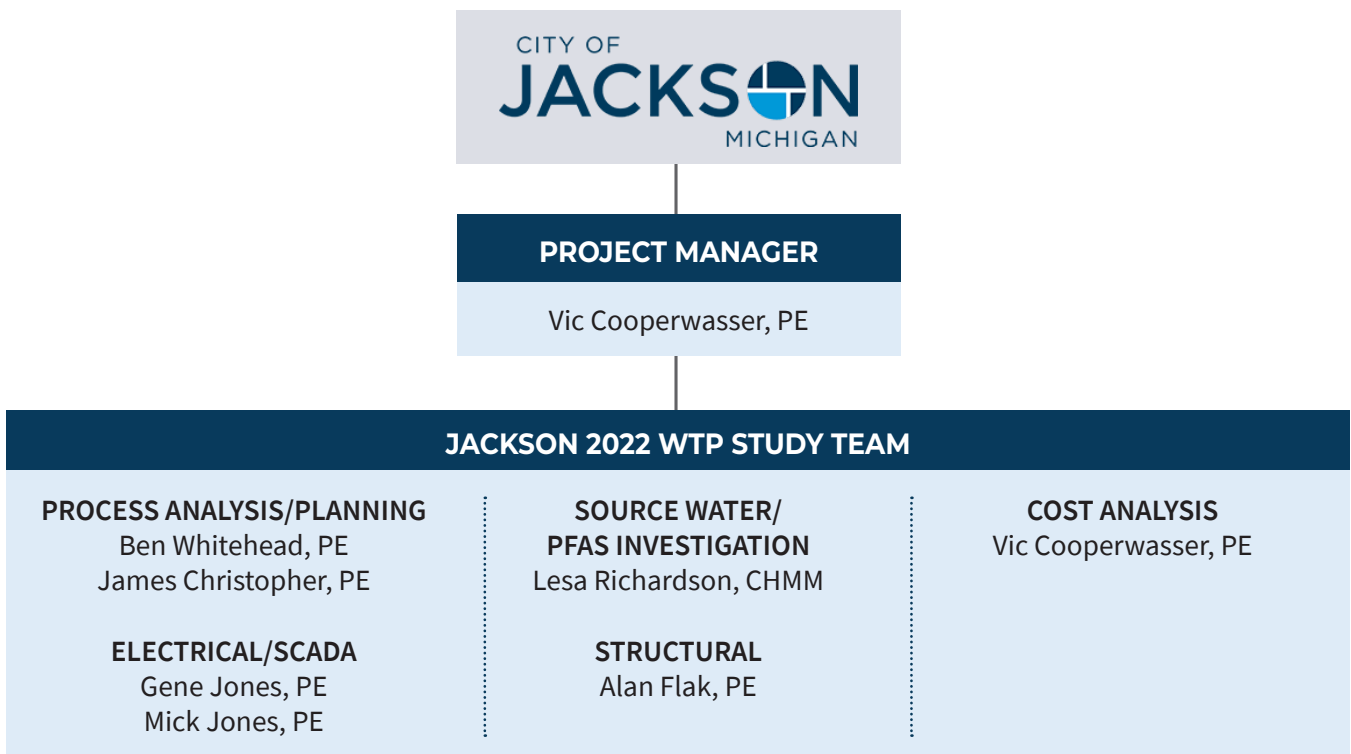 CITY OF
JACKSON
MICHIGAN
PROJECT MANAGER
Vic Cooperwasser, PE
JACKSON 2022 WTP STUDY TEAM
PROCESS ANALYSIS/PLANNING
Ben Whitehead, PE
James Christopher, PE
ELECTRICAL/SCADA
Gene Jones, PE
Mick Jones, PE
SOURCE WATER/
PFAS INVESTIGATION
Lesa Richardson, CHMM
STRUCTURAL
Alan Flak, PE
COST ANALYSIS
Vic Cooperwasser, PE